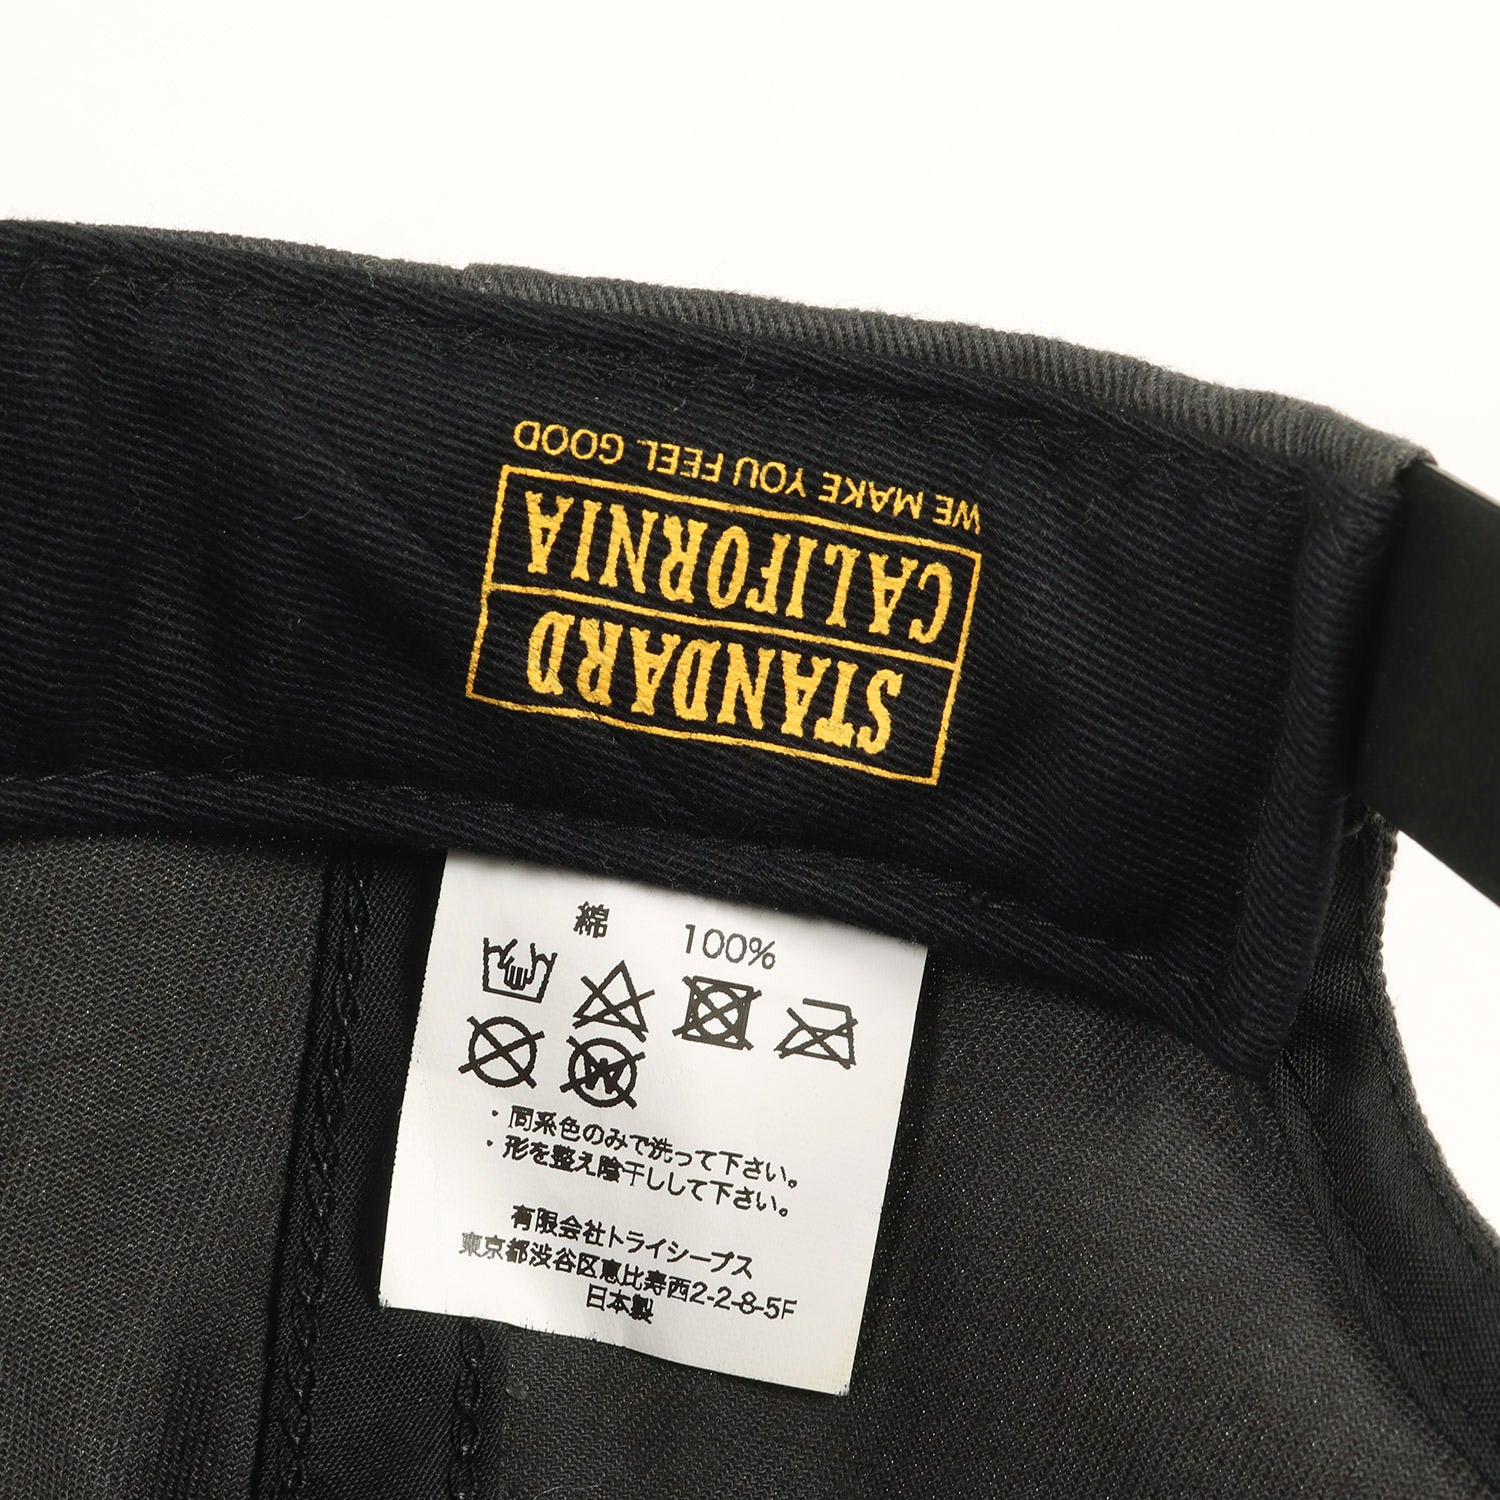 STANDARD
CALIFORNIA
WE MAKE YOU FEEL GOOD
綿 100%
・同系色のみで洗って下さい。
・形を整え陰干しして下さい。
有限会社トライシープス
東京都渋谷区恵比寿西2-2-8-5F
日本製